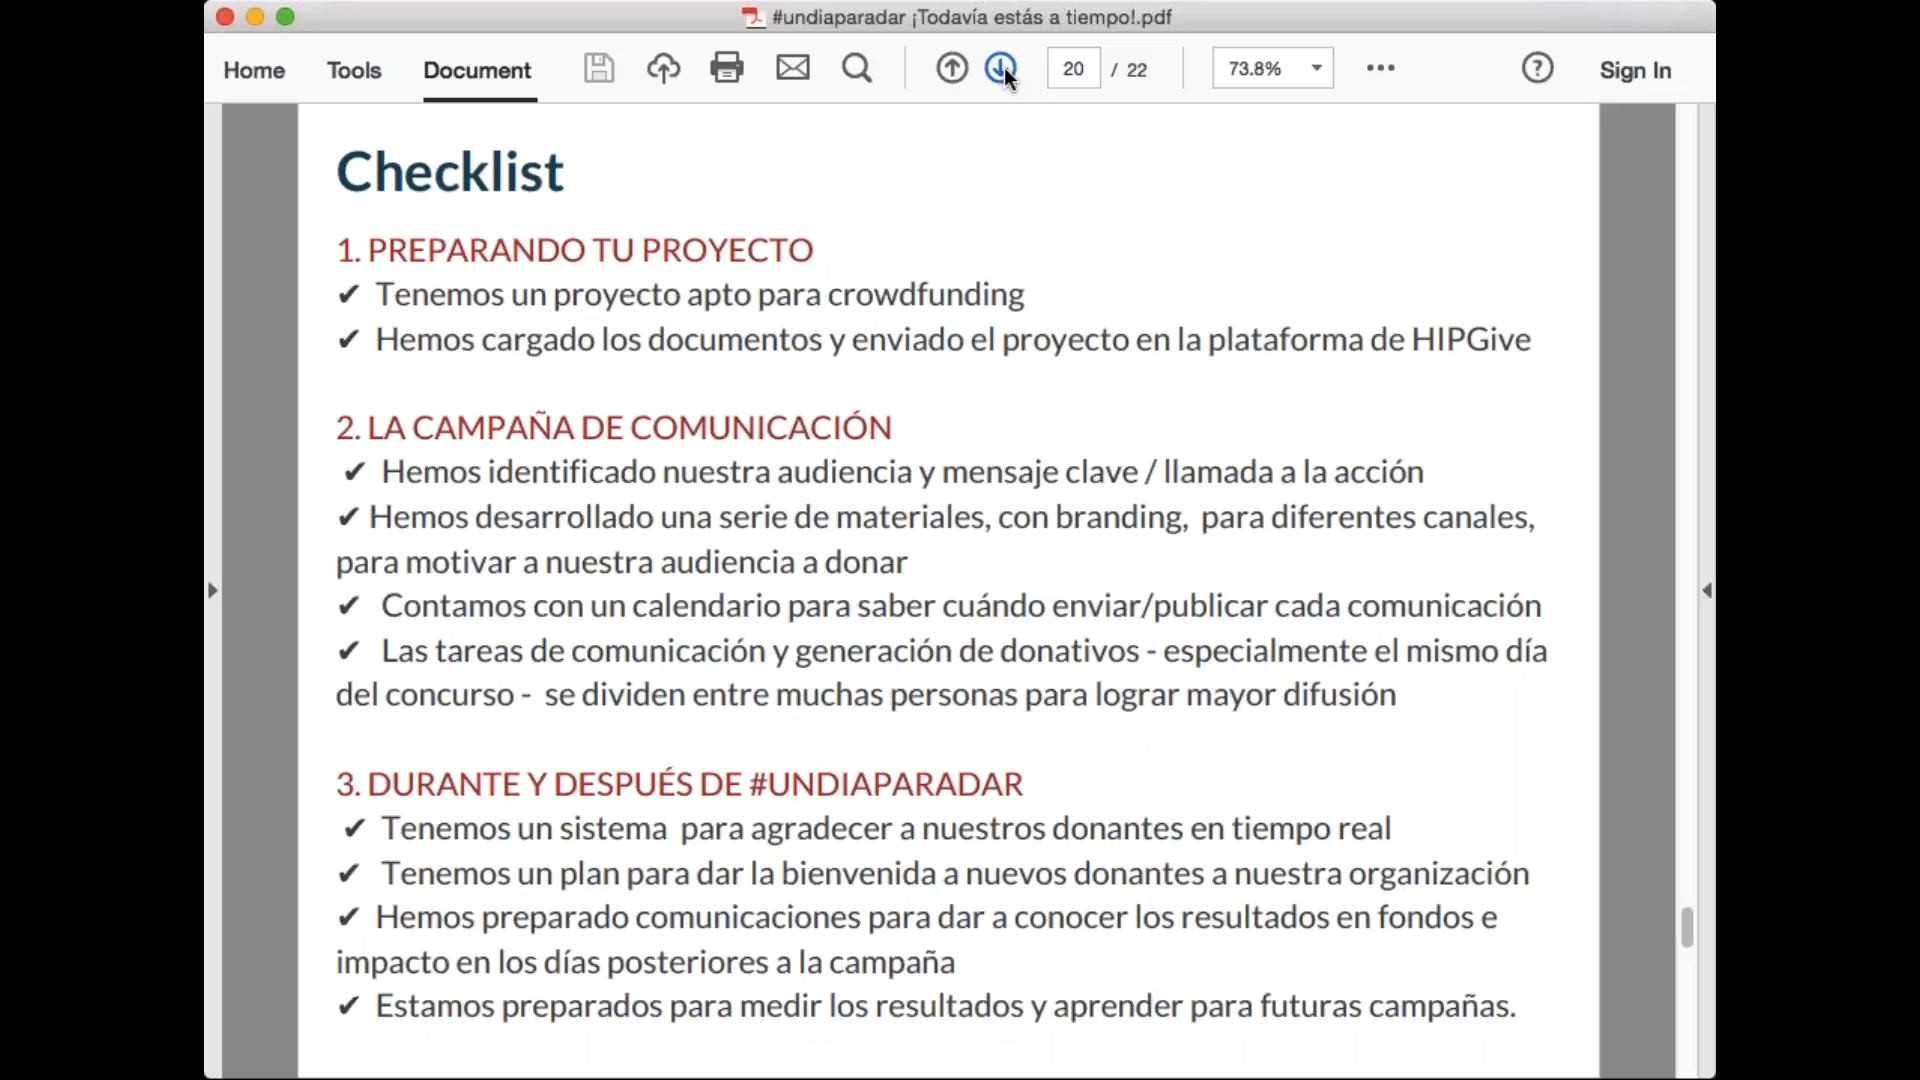 #undiaparadar ¡Todavía estás a tiempo!.pdf
Home Tools Document 20 / 22 73.8% ? Sign In
Checklist
1. PREPARANDO TU PROYECTO
✔ Tenemos un proyecto apto para crowdfunding
✔ Hemos cargado los documentos y enviado el proyecto en la plataforma de HIPGive
2. LA CAMPAÑA DE COMUNICACIÓN
✔ Hemos identificado nuestra audiencia y mensaje clave / llamada a la acción
✔ Hemos desarrollado una serie de materiales, con branding, para diferentes canales,
para motivar a nuestra audiencia a donar
✔ Contamos con un calendario para saber cuándo enviar/publicar cada comunicación
✔ Las tareas de comunicación y generación de donativos - especialmente el mismo día
del concurso - se dividen entre muchas personas para lograr mayor difusión
3. DURANTE Y DESPUÉS DE #UNDIAPARADAR
✔ Tenemos un sistema para agradecer a nuestros donantes en tiempo real
✔ Tenemos un plan para dar la bienvenida a nuevos donantes a nuestra organización
✔ Hemos preparado comunicaciones para dar a conocer los resultados en fondos e
impacto en los días posteriores a la campaña
✔ Estamos preparados para medir los resultados y aprender para futuras campañas.